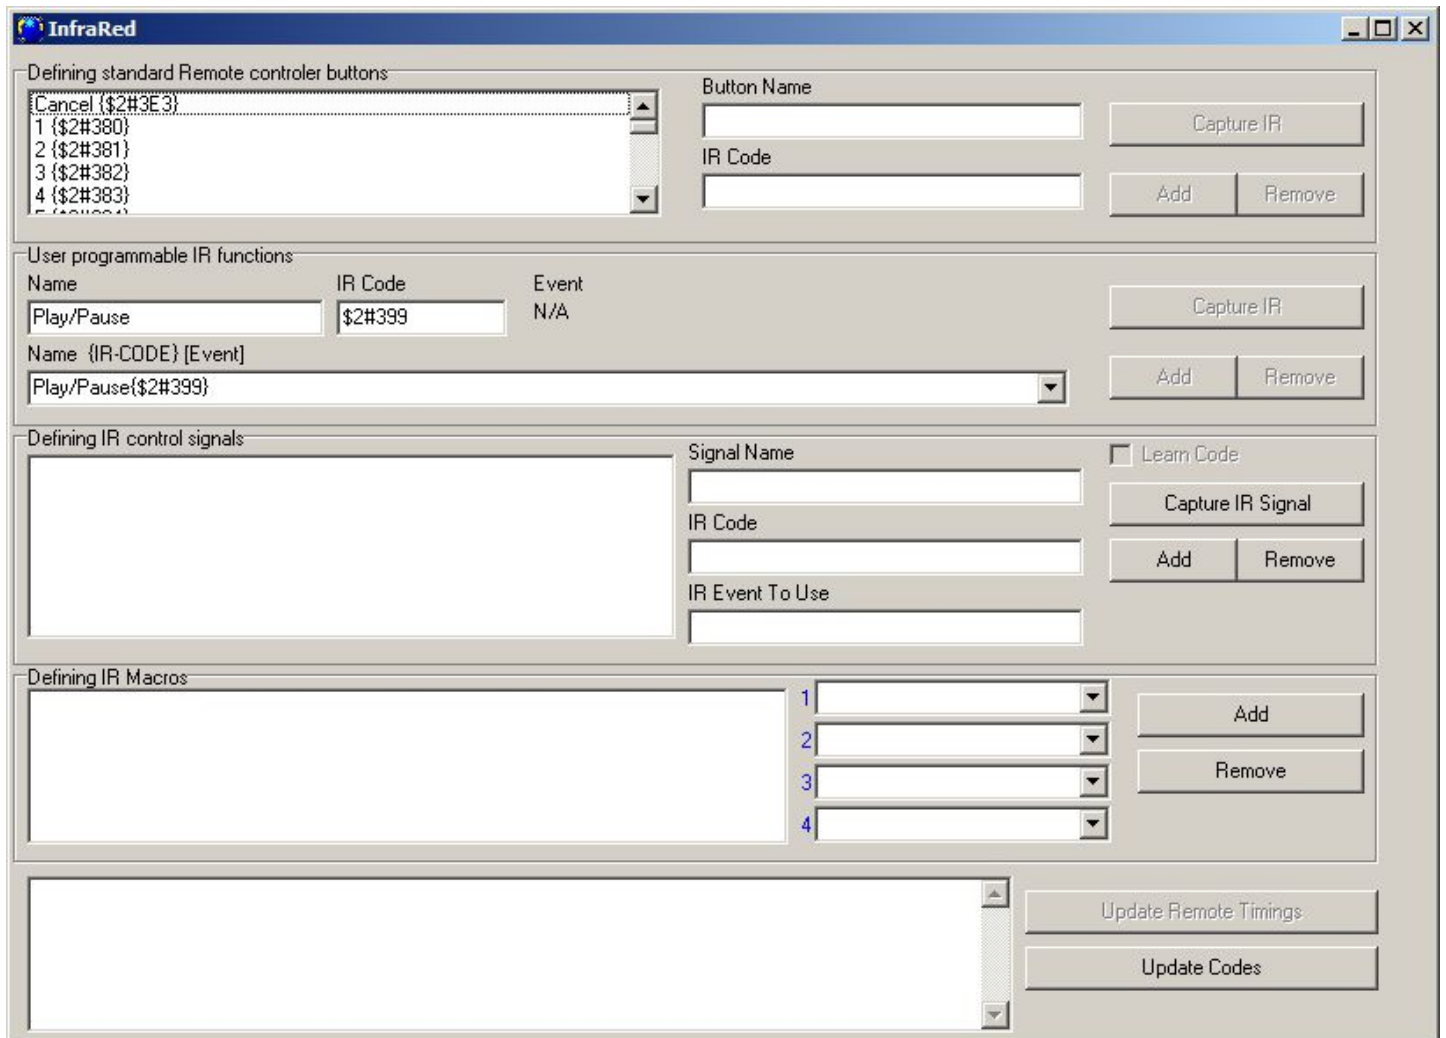 InfraRed
Defining standard Remote controler buttons
Cancel {$2#3E3}
1 {$2#380}
2 {$2#381}
3 {$2#382}
4 {$2#383}
Button Name
IR Code
Capture IR
Add Remove
User programmable IR functions
Name IR Code Event
Play/Pause $2#399 N/A
Capture IR
Name {IR-CODE} [Event]
Play/Pause{$2#399}
Add Remove
Defining IR control signals
Signal Name
IR Code
IR Event To Use
Learn Code
Capture IR Signal
Add Remove
Defining IR Macros
1
2
3
4
Add
Remove
Update Remote Timings
Update Codes